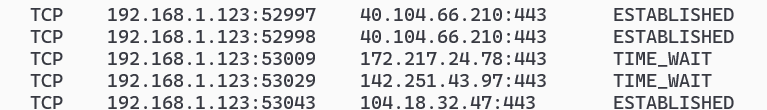 TCP    192.168.1.123:52997    40.104.66.210:443      ESTABLISHED
TCP    192.168.1.123:52998    40.104.66.210:443      ESTABLISHED
TCP    192.168.1.123:53009    172.217.24.78:443      TIME_WAIT
TCP    192.168.1.123:53029    142.251.43.97:443      TIME_WAIT
TCP    192.168.1.123:53043    104.18.32.47:443       ESTABLISHED